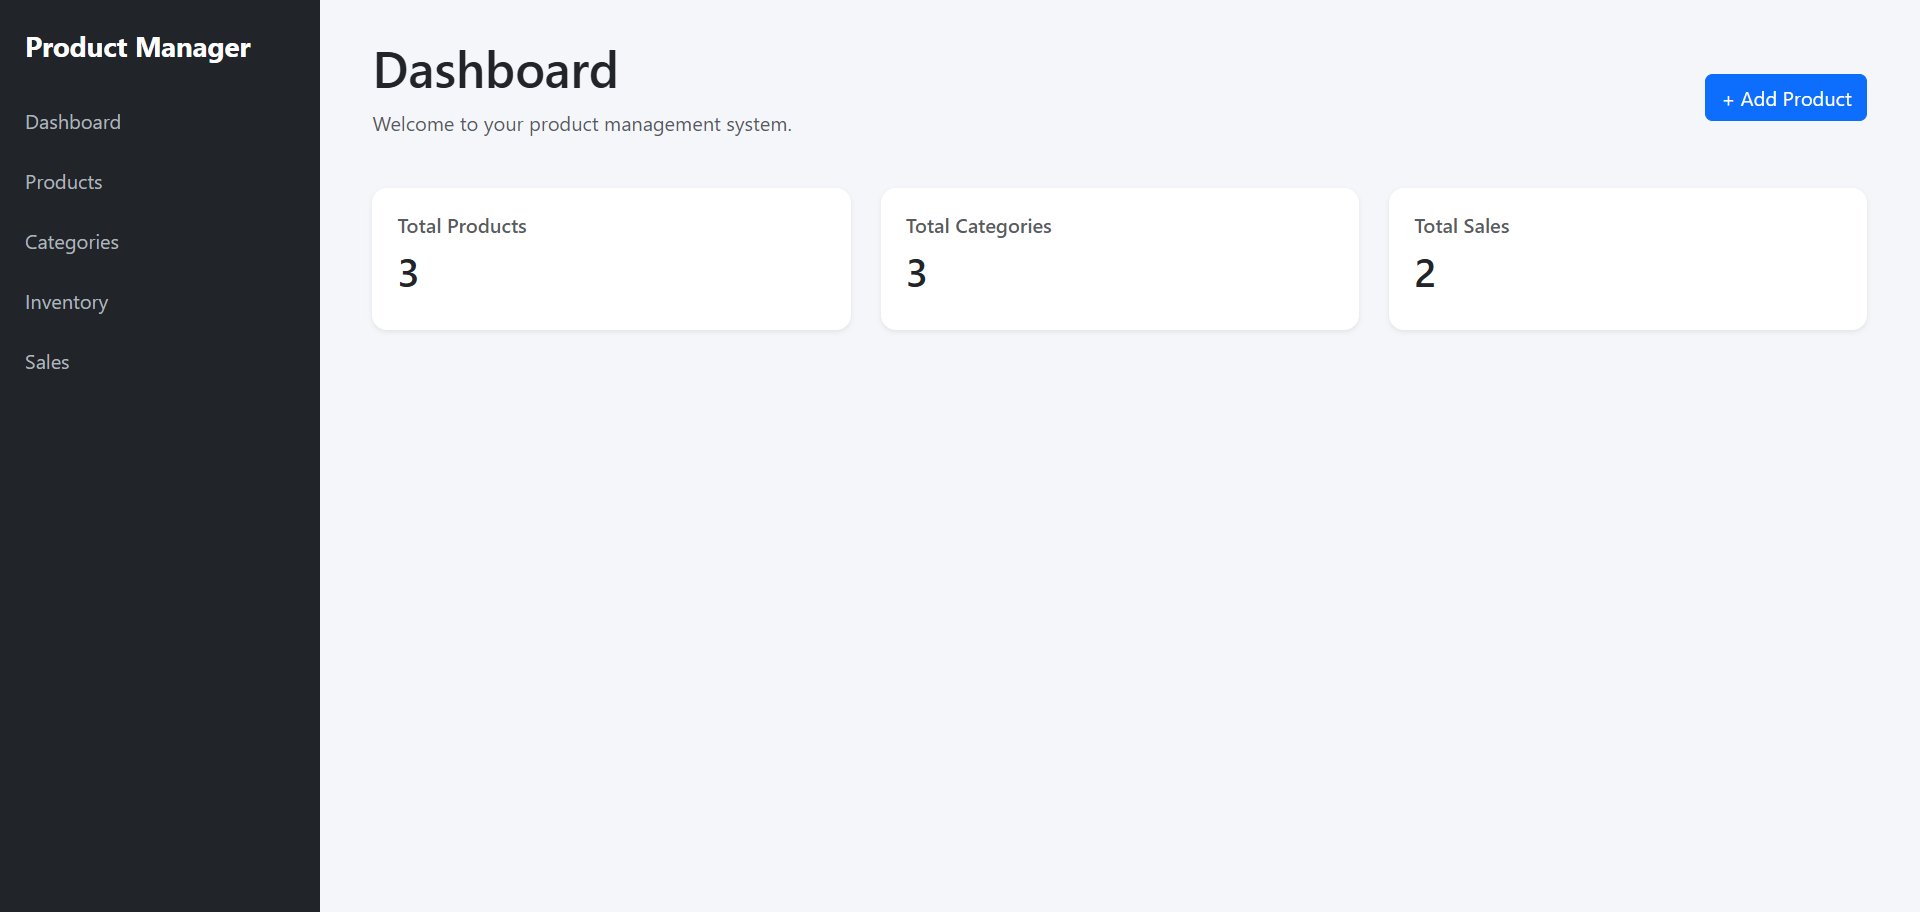 Product Manager
Dashboard
Products
Categories
Inventory
Sales
Dashboard
Welcome to your product management system.
+ Add Product
Total Products
3
Total Categories
3
Total Sales
2